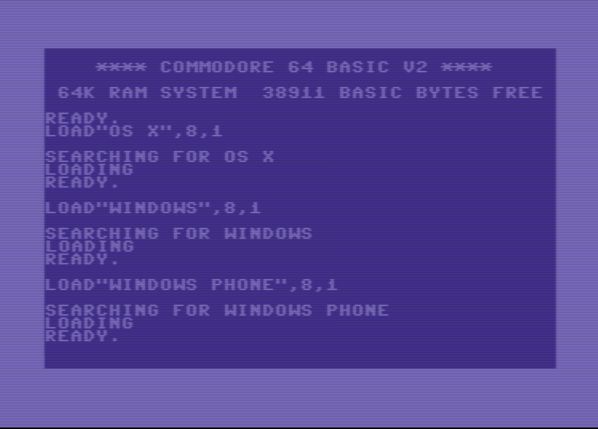 **** COMMODORE 64 BASIC V2 ****
64K RAM SYSTEM  38911 BASIC BYTES FREE
READY.
LOAD"OS X",8,1
SEARCHING FOR OS X
LOADING
READY.
LOAD"WINDOWS",8,1
SEARCHING FOR WINDOWS
LOADING
READY.
LOAD"WINDOWS PHONE",8,1
SEARCHING FOR WINDOWS PHONE
LOADING
READY.